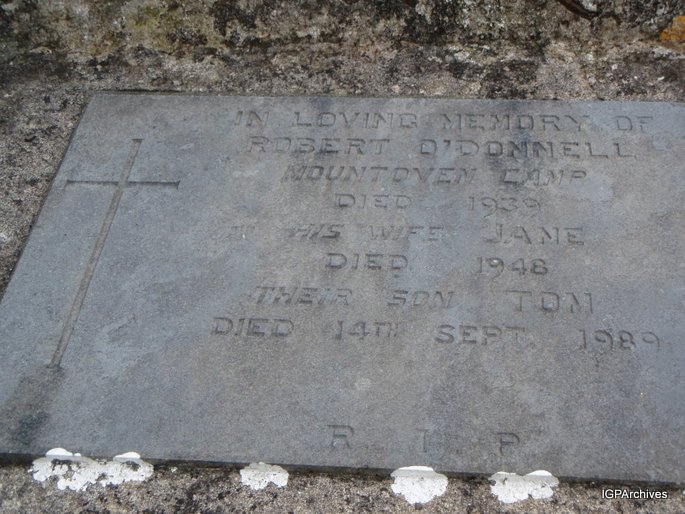 IN LOVING MEMORY OF
ROBERT O'DONNELL
MOUNTOVEN CAMP
DIED 1939
HIS WIFE JANE
DIED 1948
THEIR SON TOM
DIED 14TH SEPT. 1989
R I P
IGPArchives